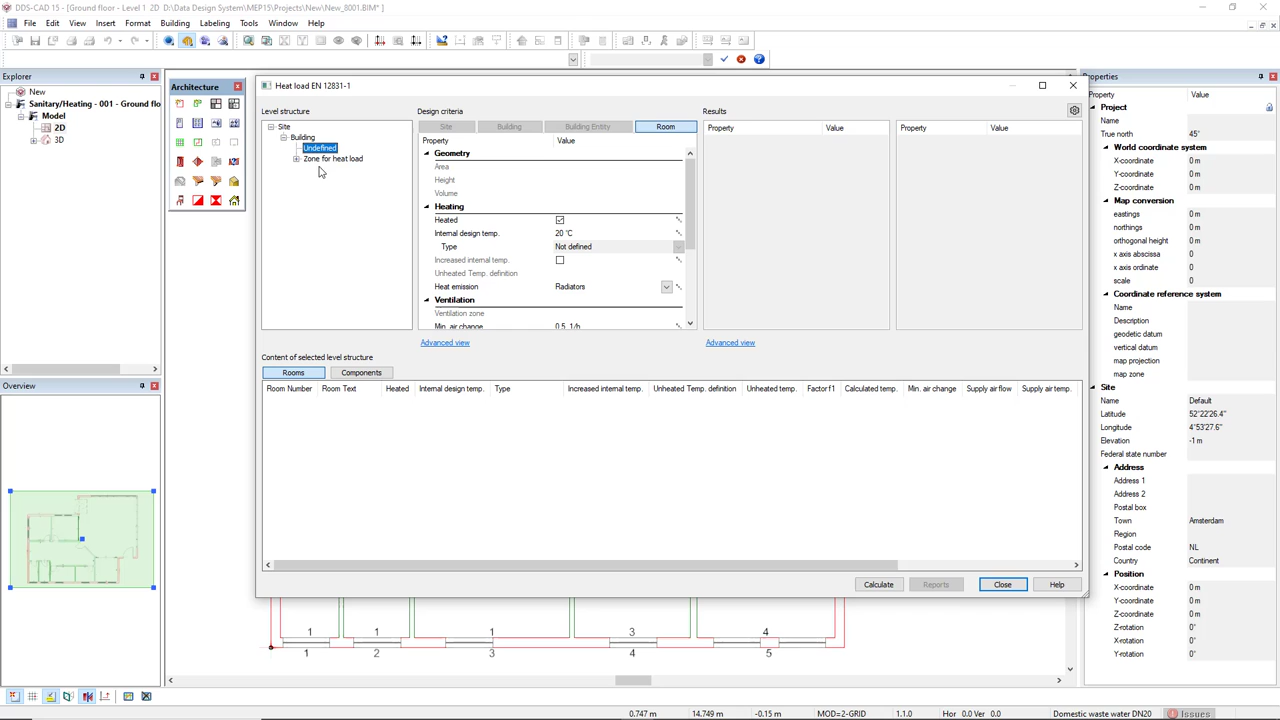 DDS-CAD 15 - [Ground floor - Level 1 2D D:\Data Design System\MEP15\Projects\New\New_8001.BIM* ]
File Edit View Insert Format Building Labeling Tools Window Help
Explorer
New
Sanitary/Heating - 001 - Ground flo
Model
2D
3D
Overview
Architecture
Heat load EN 12831-1
Level structure
Site
Building
Undefined
Zone for heat load
Design criteria
Site Building Building Entity Room
Property Value
Geometry
Area
Height
Volume
Heating
Heated
Internal design temp. 20 °C
Type Not defined
Increased internal temp.
Unheated Temp. definition
Heat emission Radiators
Ventilation
Ventilation zone
Min. air change 0.5 1/h
Advanced view
Results
Property Value
Property Value
Advanced view
Content of selected level structure
Rooms Components
Room Number Room Text Heated Internal design temp. Type Increased internal temp. Unheated Temp. definition Unheated temp. Factor f1 Calculated temp. Min. air change Supply air flow Supply air temp.
Calculate Reports Close Help
1 1 1 3 4
1 2 3 4 5
Properties
Property Value
Project
Name
True north 45°
World coordinate system
X-coordinate 0 m
Y-coordinate 0 m
Z-coordinate 0 m
Map conversion
eastings 0 m
northings 0 m
orthogonal height 0 m
x axis abscissa 0
x axis ordinate 0
scale 0
Coordinate reference system
Name
Description
geodetic datum
vertical datum
map projection
map zone
Site
Name Default
Latitude 52°22'26.4"
Longitude 4°53'27.6"
Elevation -1 m
Federal state number
Address
Address 1
Address 2
Postal box
Town Amsterdam
Region
Postal code NL
Country Continent
Position
X-coordinate 0 m
Y-coordinate 0 m
Z-coordinate 0 m
Z-rotation 0°
X-rotation 0°
Y-rotation 0°
0.747 m 14.749 m -0.15 m MOD=2-GRID 1.1.0 Hor 0.0 Ver 0.0 Domestic waste water DN20 Issues